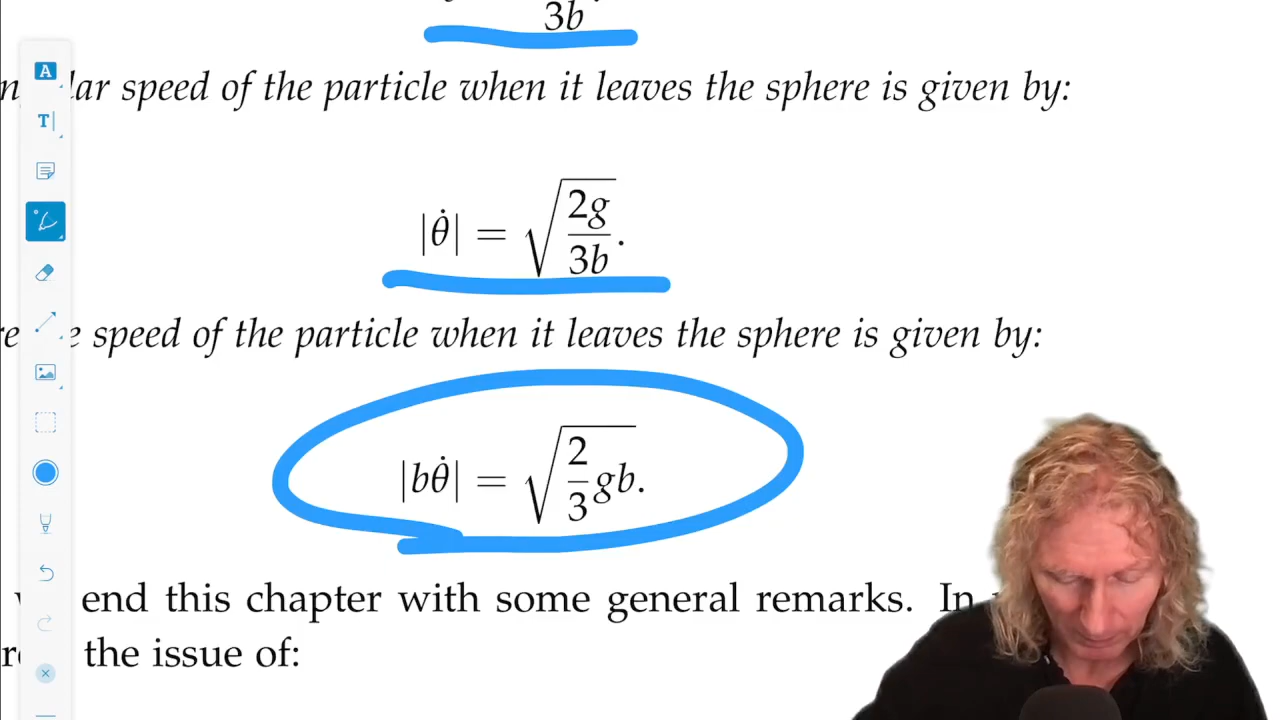 3b
lar speed of the particle when it leaves the sphere is given by:
|θ̇| = √(2g/3b).
speed of the particle when it leaves the sphere is given by:
|bθ̇| = √(2/3 gb).
end this chapter with some general remarks. In
the issue of:
A
T